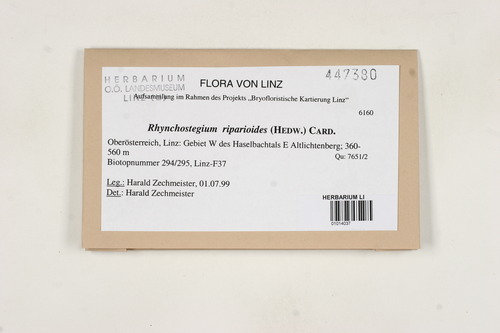 HERBARIUM
O.Ö. LANDESMUSEUM
FLORA VON LINZ
447380
Aufsammlung im Rahmen des Projekts „Bryofloristische Kartierung Linz“
6160
Rhynchostegium riparioides (HEDW.) CARD.
Oberösterreich, Linz: Gebiet W des Haselbachtals E Altlichtenberg; 360-
560 m
Qu: 7651/2
Biotopnummer 294/295, Linz-F37
Leg.: Harald Zechmeister, 01.07.99
Det.: Harald Zechmeister
HERBARIUM LI
01014037